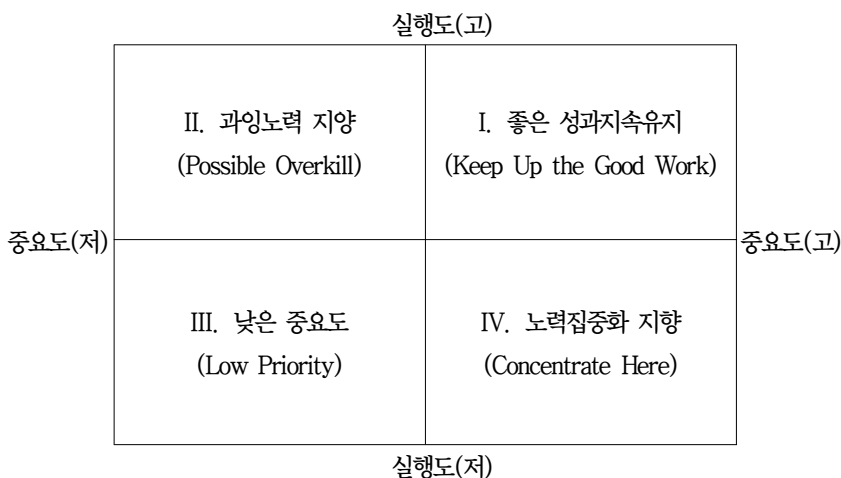 실행도(고)
II. 과잉노력 지양
(Possible Overkill)
I. 좋은 성과지속유지
(Keep Up the Good Work)
중요도(저)
중요도(고)
III. 낮은 중요도
(Low Priority)
IV. 노력집중화 지향
(Concentrate Here)
실행도(저)